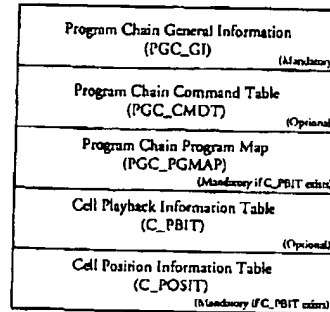 Program Chain General Information
(PGC_GI)
(Mandatory
Program Chain Command Table
(PGC_CMDT)
(Optional
Program Chain Program Map
(PGC_PGMAP)
(Mandatory if C_PBIT exists)
Cell Playback Information Table
(C_PBIT)
(Optional)
Cell Position Information Table
(C_POSIT)
(Mandatory if C_PBIT exists)